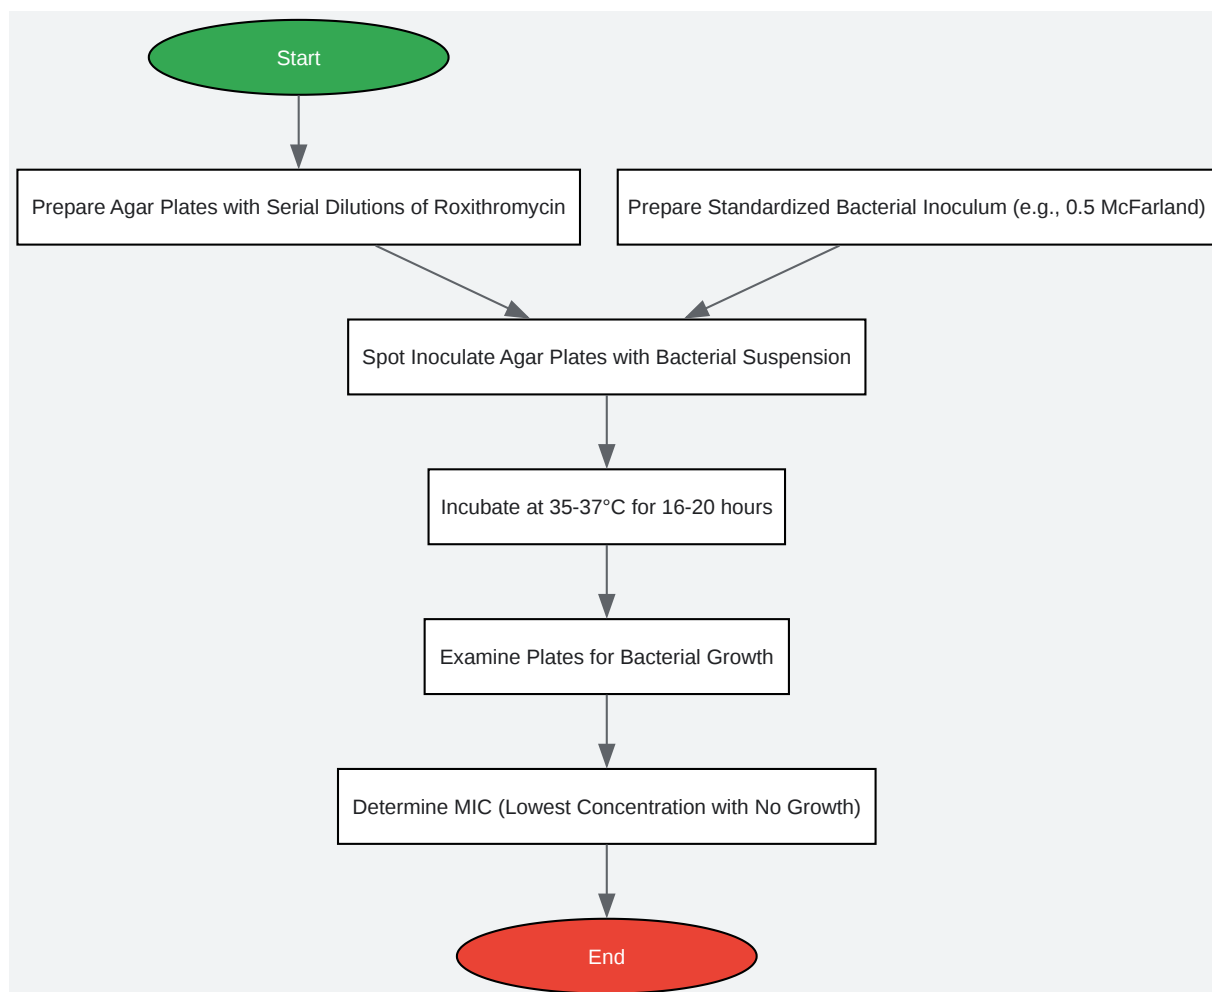 Start
Prepare Agar Plates with Serial Dilutions of Roxithromycin
Prepare Standardized Bacterial Inoculum (e.g., 0.5 McFarland)
Spot Inoculate Agar Plates with Bacterial Suspension
Incubate at 35-37°C for 16-20 hours
Examine Plates for Bacterial Growth
Determine MIC (Lowest Concentration with No Growth)
End